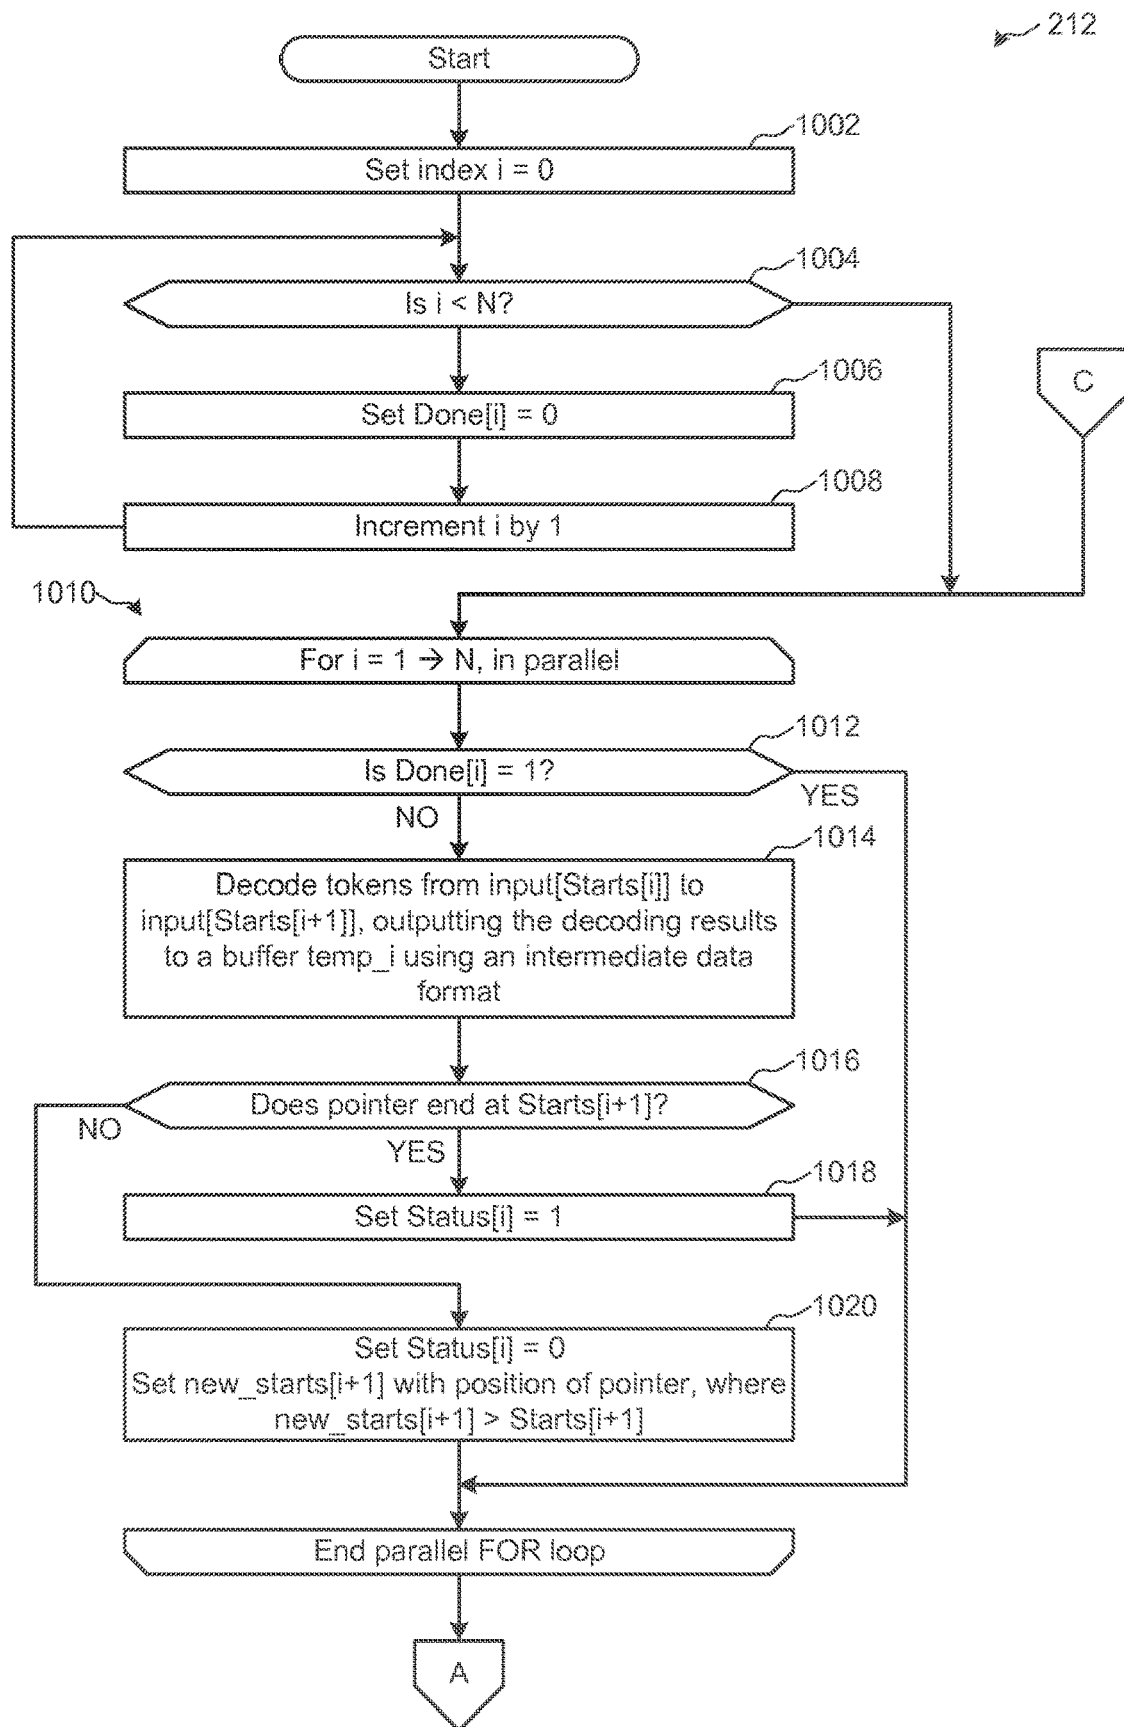 212
Start
1002
Set index i = 0
1004
Is i < N?
1006
C
Set Done[i] = 0
1008
Increment i by 1
1010
For i = 1 → N, in parallel
1012
Is Done[i] = 1?
YES
NO
1014
Decode tokens from input[Starts[i]] to
input[Starts[i+1]], outputting the decoding results
to a buffer temp_i using an intermediate data
format
1016
Does pointer end at Starts[i+1]?
NO
YES
1018
Set Status[i] = 1
1020
Set Status[i] = 0
Set new_starts[i+1] with position of pointer, where
new_starts[i+1] > Starts[i+1]
End parallel FOR loop
A